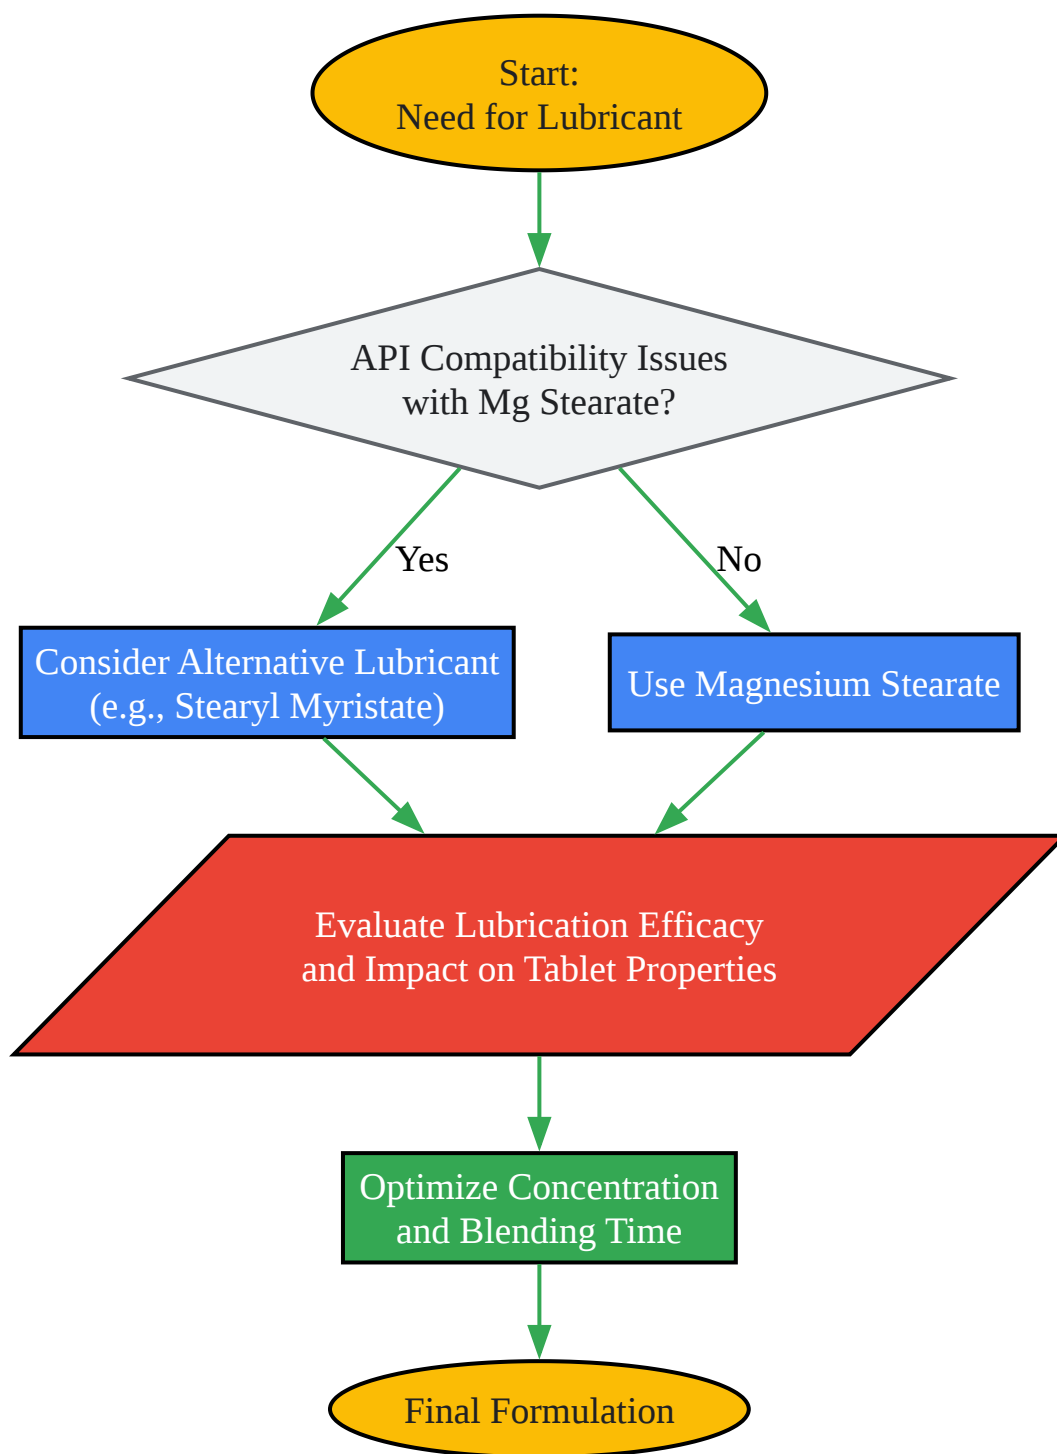 Start:
Need for Lubricant
API Compatibility Issues
with Mg Stearate?
Yes
No
Consider Alternative Lubricant
(e.g., Stearyl Myristate)
Use Magnesium Stearate
Evaluate Lubrication Efficacy
and Impact on Tablet Properties
Optimize Concentration
and Blending Time
Final Formulation